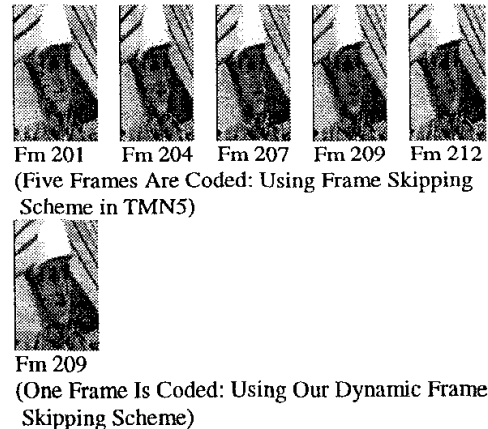 Fm 201 Fm 204 Fm 207 Fm 209 Fm 212
(Five Frames Are Coded: Using Frame Skipping
Scheme in TMN5)
Fm 209
(One Frame Is Coded: Using Our Dynamic Frame
Skipping Scheme)